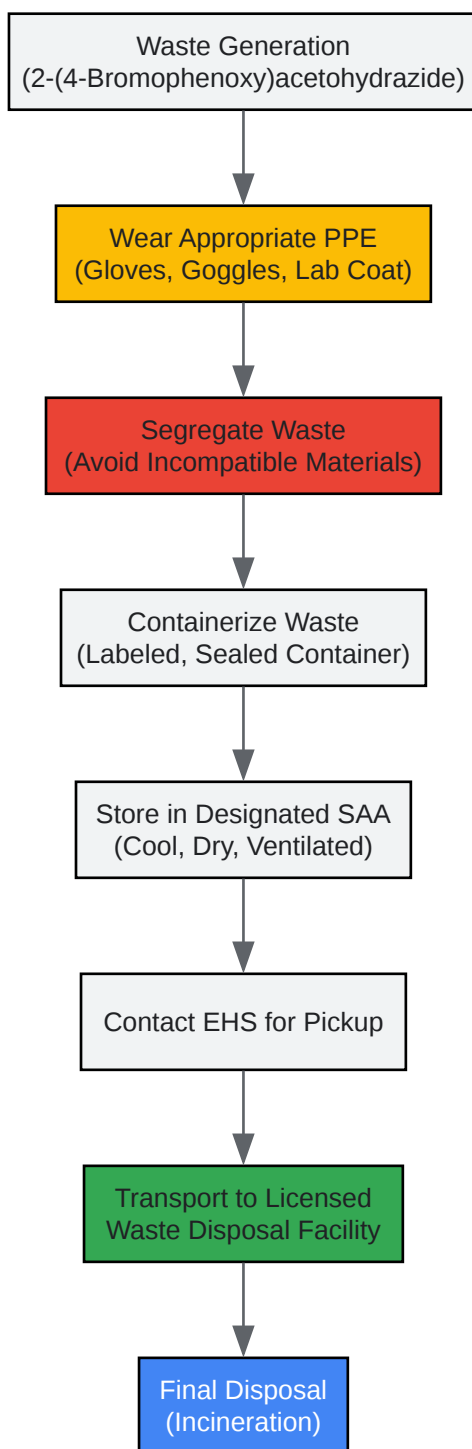 Waste Generation
(2-(4-Bromophenoxy)acetohydrazide)
Wear Appropriate PPE
(Gloves, Goggles, Lab Coat)
Segregate Waste
(Avoid Incompatible Materials)
Containerize Waste
(Labeled, Sealed Container)
Store in Designated SAA
(Cool, Dry, Ventilated)
Contact EHS for Pickup
Transport to Licensed
Waste Disposal Facility
Final Disposal
(Incineration)